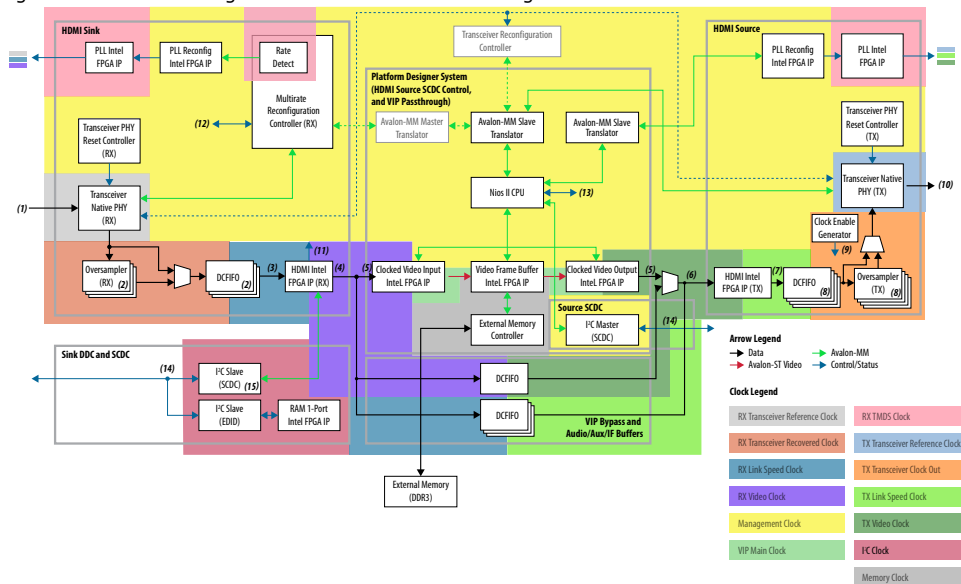 HDMI Sink
PLL Intel
FPGA IP
PLL Reconfig
Intel FPGA IP
Rate
Detect
Multirate
Reconfiguration
Controller (RX)
(12)
Transceiver Reconfiguration
Controller
HDMI Source
PLL Reconfig
Intel FPGA IP
PLL Intel
FPGA IP
Platform Designer System
(HDMI Source SCDC Control,
and VIP Passthrough)
Avalon-MM Master
Translator
Avalon-MM Slave
Translator
Avalon-MM Slave
Translator
Transceiver PHY
Reset Controller
(RX)
Transceiver PHY
Reset Controller
(TX)
(1)
Transceiver
Native PHY
(RX)
Nios II CPU
(13)
Transceiver Native
PHY (TX)
(10)
Clock Enable
Generator
(9)
(11)
Oversampler
(RX)
(2)
DCFIFO
(2)
(3)
HDMI Intel
FPGA IP (RX)
(4)
(5)
Clocked Video Input
InteL FPGA IP
Video Frame Buffer
InteL FPGA IP
Clocked Video Output
InteL FPGA IP
(5)
(6)
HDMI Intel
FPGA IP (TX)
(7)
DCFIFO
(8)
Oversampler
(TX)
(8)
Source SCDC
External Memory
Controller
I²C Master
(SCDC)
(14)
Sink DDC and SCDC
(14)
I²C Slave
(SCDC)
(15)
I²C Slave
(EDID)
RAM 1-Port
Intel FPGA IP
DCFIFO
DCFIFO
VIP Bypass and
Audio/Aux/IF Buffers
External Memory
(DDR3)
Arrow Legend
Data
Avalon-MM
Avalon-ST Video
Control/Status
Clock Legend
RX Transceiver Reference Clock
RX TMDS Clock
RX Transceiver Recovered Clock
TX Transceiver Reference Clock
RX Link Speed Clock
TX Transceiver Clock Out
RX Video Clock
TX Link Speed Clock
Management Clock
TX Video Clock
VIP Main Clock
I²C Clock
Memory Clock